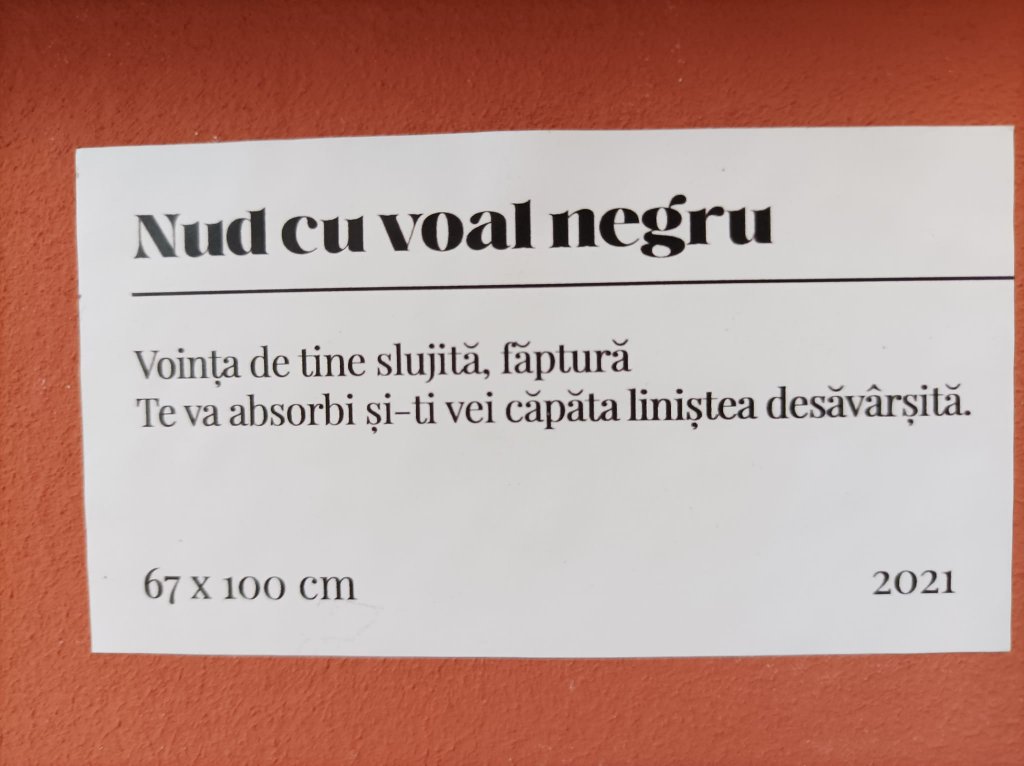 Nud cu voal negru
Voința de tine slujită, făptură
Te va absorbi și-ti vei căpăta liniștea desăvârșită.
67 x 100 cm
2021